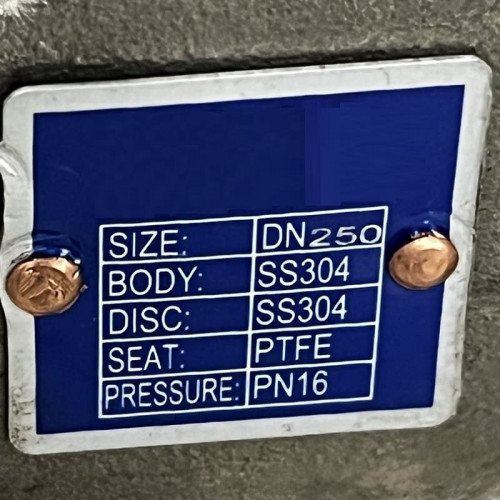 SIZE: DN250
BODY: SS304
DISC: SS304
SEAT: PTFE
PRESSURE: PN16